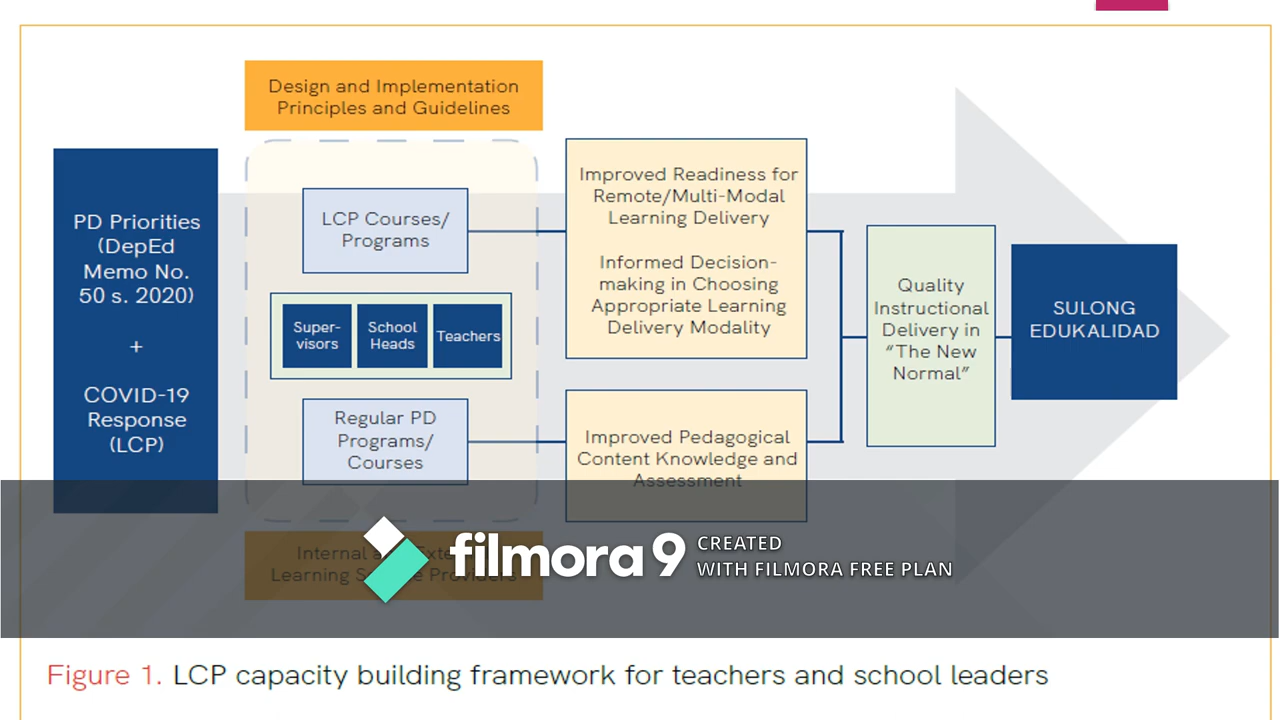 Design and Implementation
Principles and Guidelines
PD Priorities
(DepEd
Memo No.
50 s. 2020)
+
COVID-19
Response
(LCP)
LCP Courses/
Programs
Super-
visors
School
Heads
Teachers
Regular PD
Programs/
Courses
Improved Readiness for
Remote/Multi-Modal
Learning Delivery
Informed Decision-
making in Choosing
Appropriate Learning
Delivery Modality
Improved Pedagogical
Content Knowledge and
Assessment
Quality
Instructional
Delivery in
“The New
Normal”
SULONG
EDUKALIDAD
Internal
Learning Providers
filmora 9
CREATED
WITH FILMORA FREE PLAN
Figure 1. LCP capacity building framework for teachers and school leaders